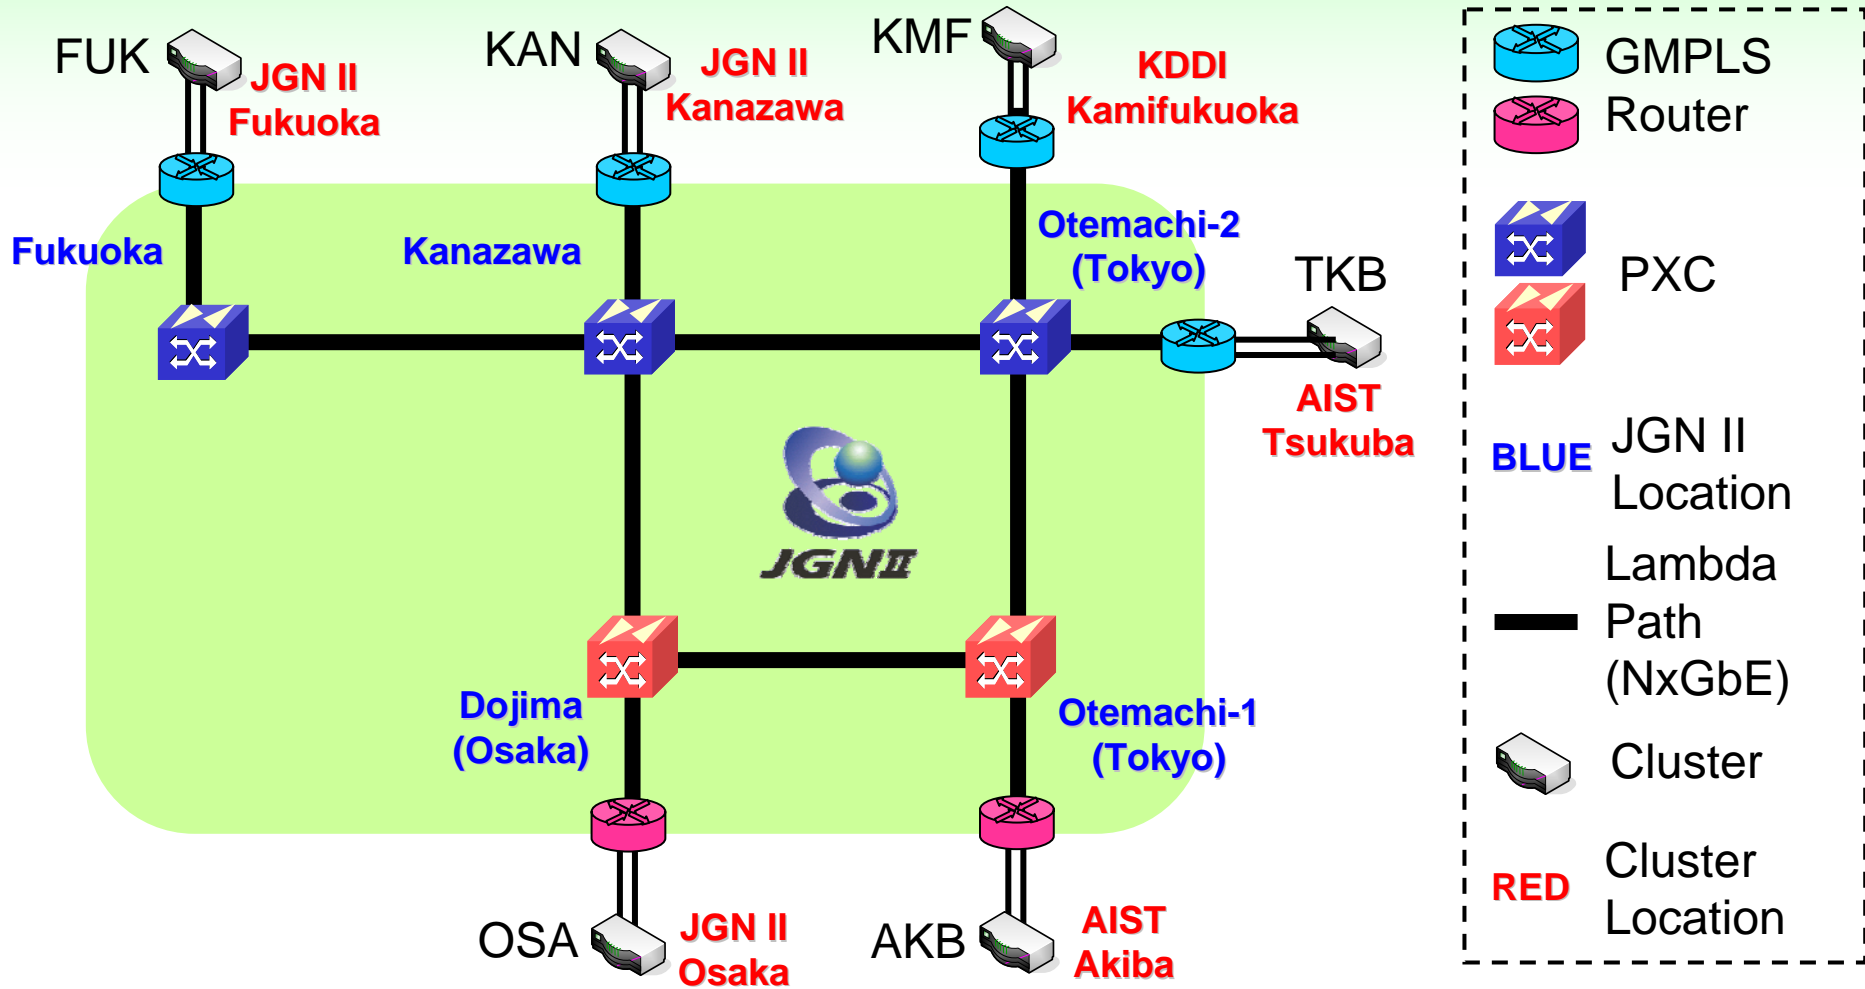 FUK
JGN II
Fukuoka
KAN
JGN II
Kanazawa
KMF
KDDI
Kamifukuoka
Fukuoka
Kanazawa
Otemachi-2
(Tokyo)
TKB
AIST
Tsukuba
JGNII
Dojima
(Osaka)
Otemachi-1
(Tokyo)
OSA
JGN II
Osaka
AKB
AIST
Akiba
GMPLS
Router
PXC
BLUE
JGN II
Location
Lambda
Path
(NxGbE)
Cluster
RED
Cluster
Location